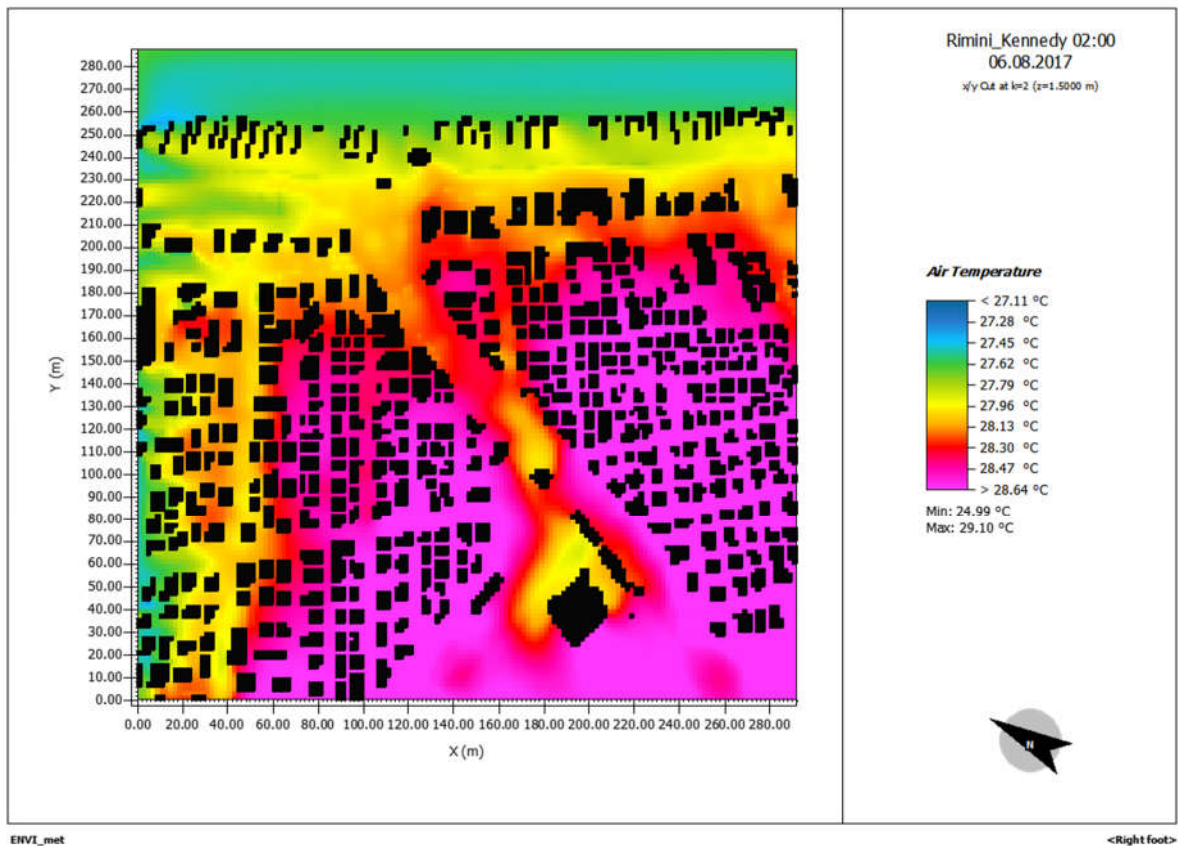 Rimini_Kennedy 02:00
06.08.2017
x/y Cut at k=2 (z=1.5000 m)
280.00
270.00
260.00
250.00
240.00
230.00
220.00
210.00
200.00
190.00
180.00
170.00
160.00
150.00
140.00
130.00
120.00
110.00
100.00
90.00
80.00
70.00
60.00
50.00
40.00
30.00
20.00
10.00
0.00
Y (m)
0.00 20.00 40.00 60.00 80.00 100.00 120.00 140.00 160.00 180.00 200.00 220.00 240.00 260.00 280.00
X (m)
Air Temperature
< 27.11 °C
27.28 °C
27.45 °C
27.62 °C
27.79 °C
27.96 °C
28.13 °C
28.30 °C
28.47 °C
> 28.64 °C
Min: 24.99 °C
Max: 29.10 °C
N
ENVI_met
<Right foot>